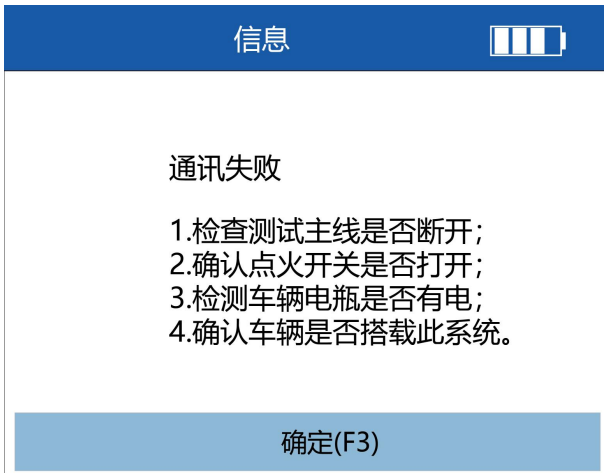 信息
通讯失败
1.检查测试主线是否断开；
2.确认点火开关是否打开；
3.检测车辆电瓶是否有电；
4.确认车辆是否搭载此系统。
确定(F3)